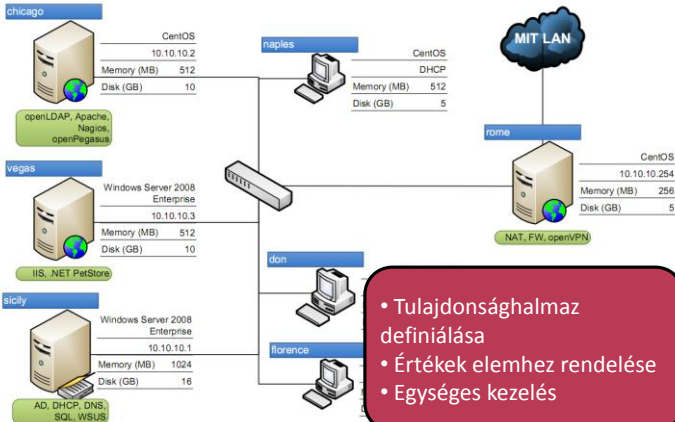 chicago
CentOS
10.10.10.2
Memory (MB) 512
Disk (GB) 10
openLDAP, Apache,
Nagios,
openPegasus
vegas
Windows Server 2008
Enterprise
10.10.10.3
Memory (MB) 512
Disk (GB) 10
IIS, .NET PetStore
sicily
Windows Server 2008
Enterprise
10.10.10.1
Memory (MB) 1024
Disk (GB) 16
AD, DHCP, DNS,
SQL, WSUS
naples
CentOS
DHCP
Memory (MB) 512
Disk (GB) 5
don
florence
MIT LAN
rome
CentOS
10.10.10.254
Memory (MB) 256
Disk (GB) 5
NAT, FW, openVPN
• Tulajdonsághalmaz
definiálása
• Értékek elemhez rendelése
• Egységes kezelés